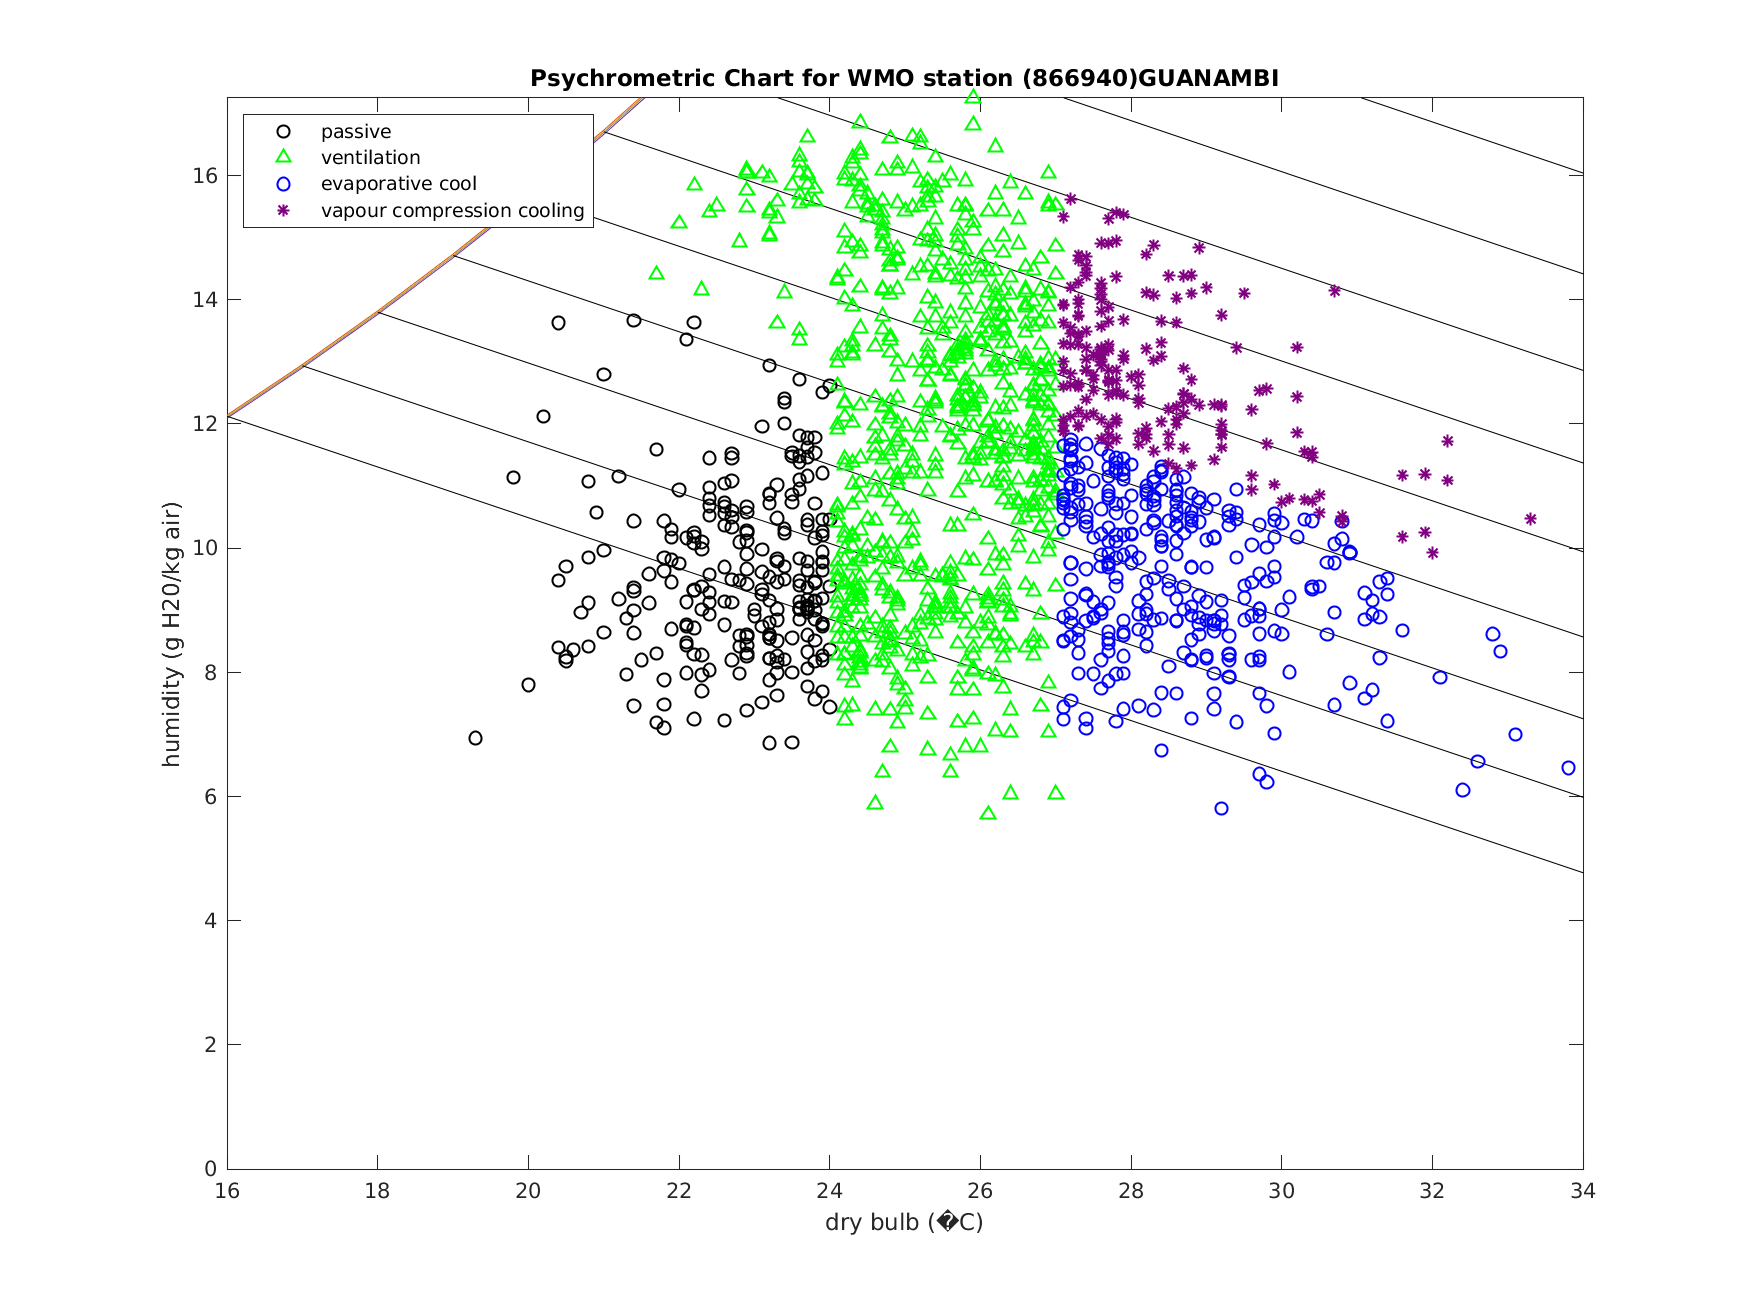 Psychrometric Chart for WMO station (866940)GUANAMBI
passive
ventilation
evaporative cool
vapour compression cooling
humidity (g H20/kg air)
16
14
12
10
8
6
4
2
0
16 18 20 22 24 26 28 30 32 34
dry bulb (�C)